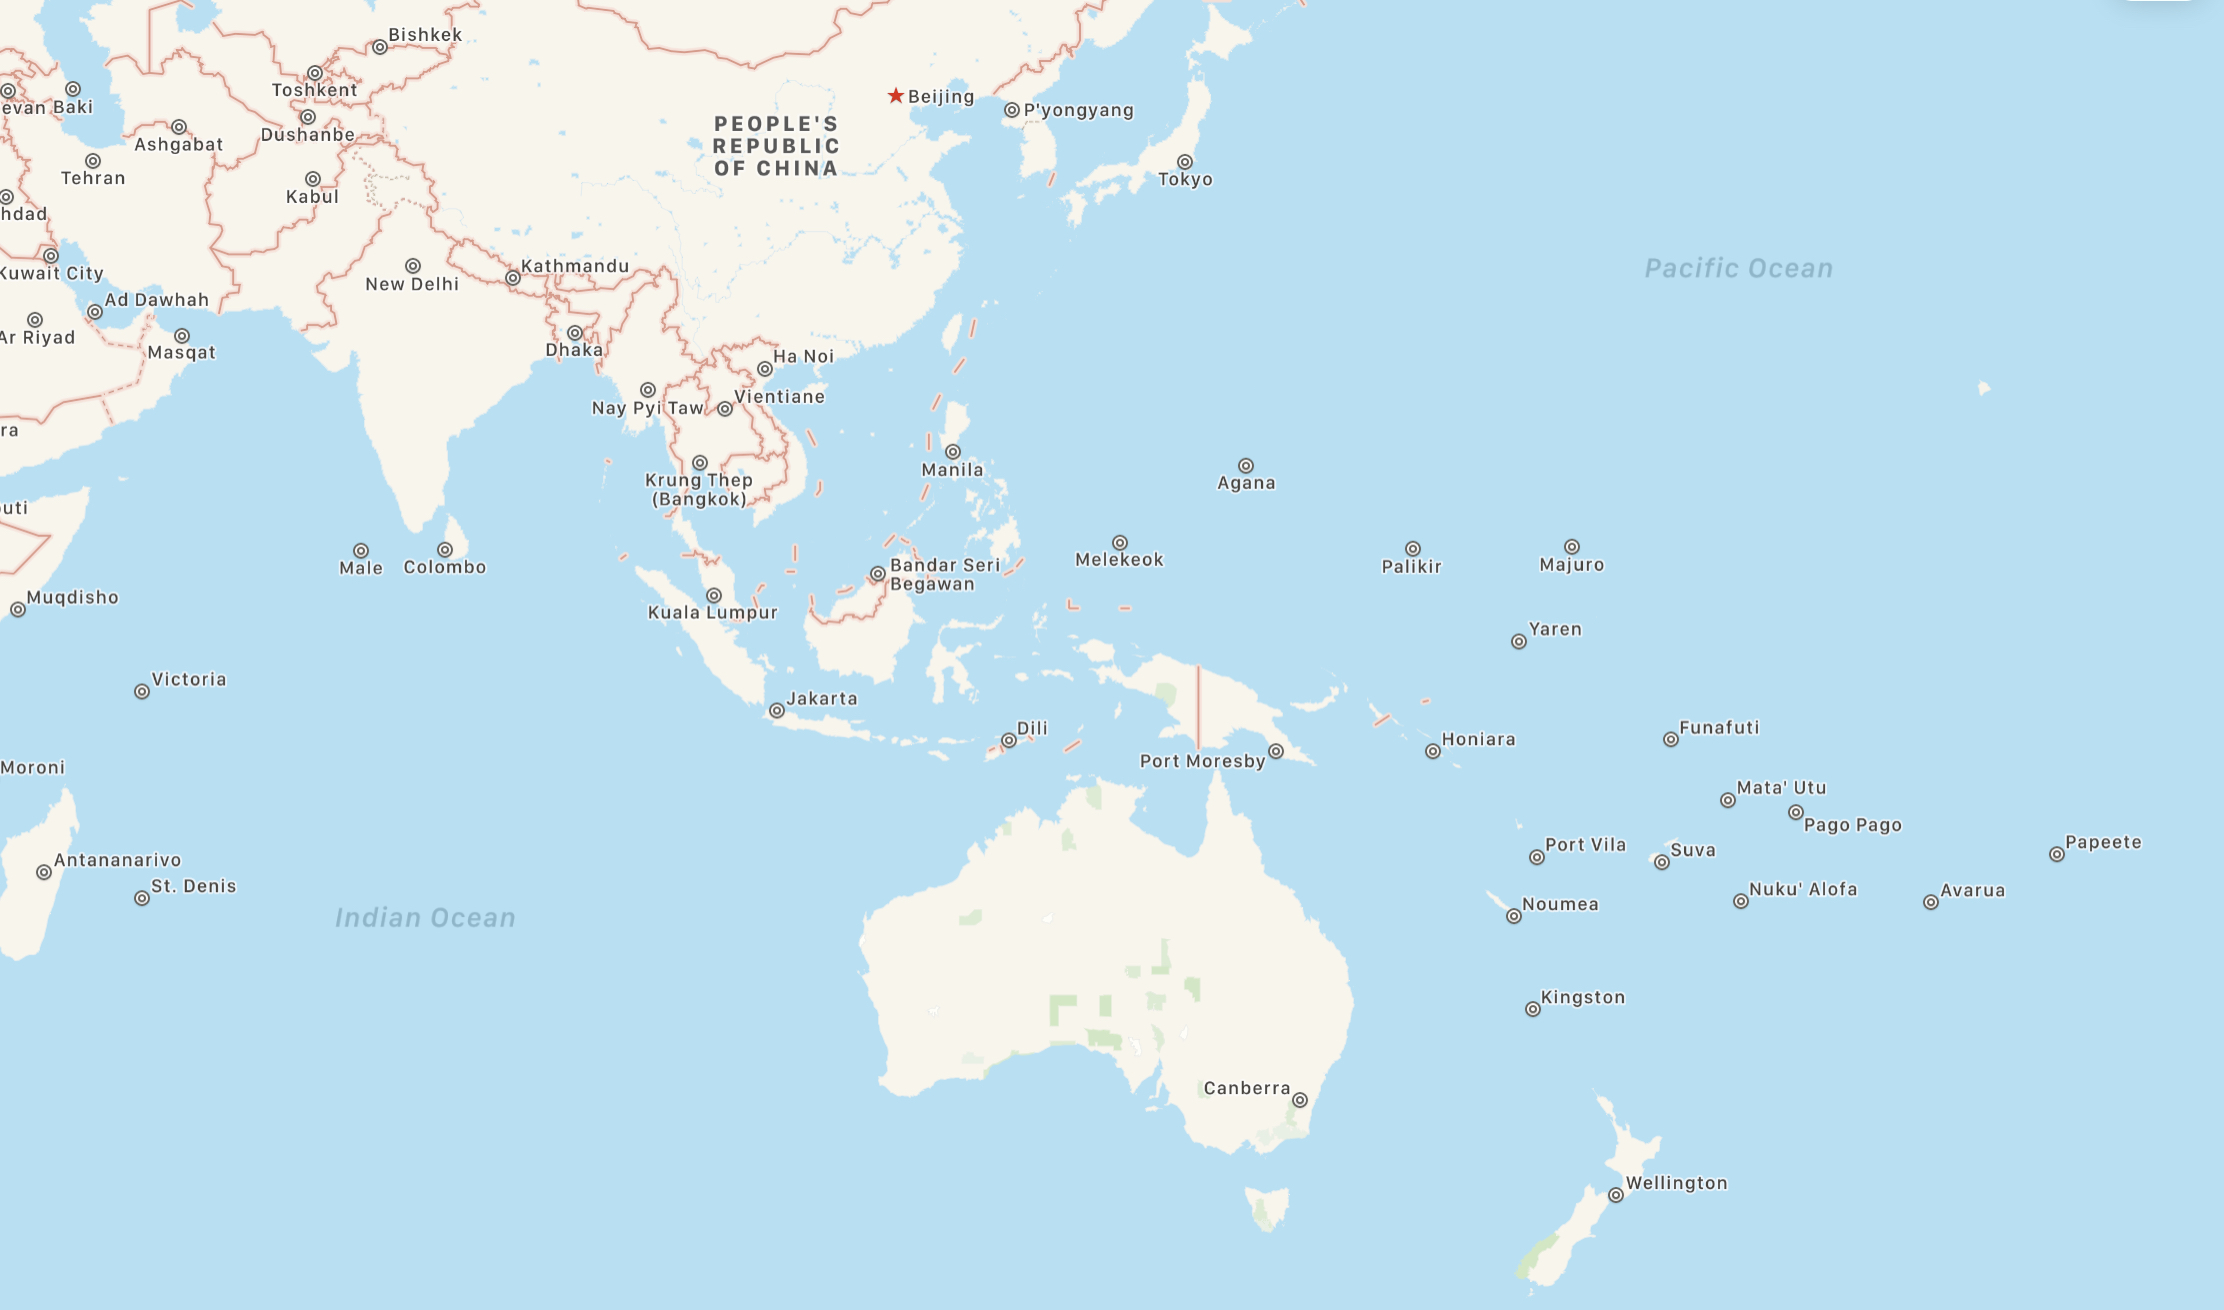 Bishkek
Toshkent
evan
Baki
Beijing
P'yongyang
PEOPLE'S
REPUBLIC
OF CHINA
Dushanbe
Ashgabat
Tehran
Tokyo
Kabul
hdad
Kuwait City
New Delhi
Kathmandu
Pacific Ocean
Ad Dawhah
Ar Riyad
Masqat
Dhaka
Ha Noi
Nay Pyi Taw
Vientiane
ra
Manila
Krung Thep
(Bangkok)
Agana
outi
Male
Colombo
Bandar Seri
Begawan
Melekeok
Palikir
Majuro
Muqdisho
Kuala Lumpur
Yaren
Victoria
Jakarta
Dili
Honiara
Funafuti
Moroni
Port Moresby
Mata' Utu
Pago Pago
Port Vila
Suva
Papeete
Antananarivo
St. Denis
Nuku' Alofa
Avarua
Noumea
Indian Ocean
Kingston
Canberra
Wellington